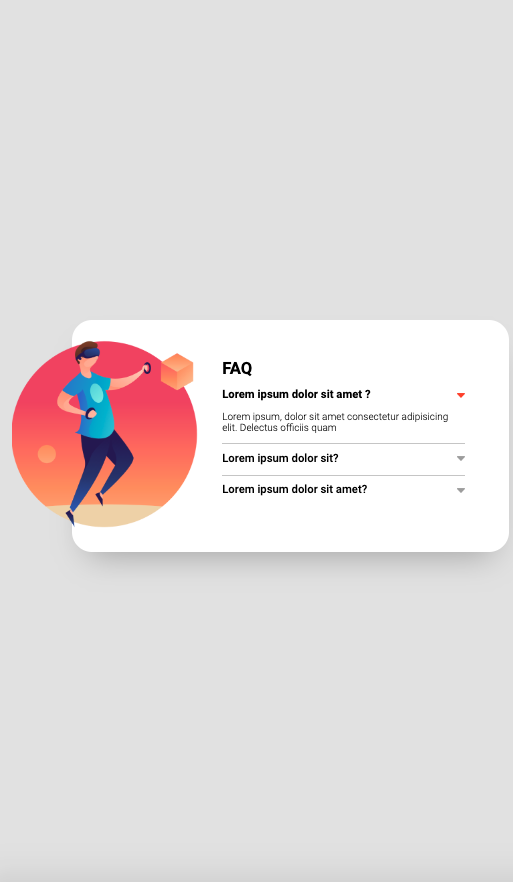 FAQ
Lorem ipsum dolor sit amet ?
Lorem ipsum, dolor sit amet consectetur adipisicing
elit. Delectus officiis quam
Lorem ipsum dolor sit?
Lorem ipsum dolor sit amet?